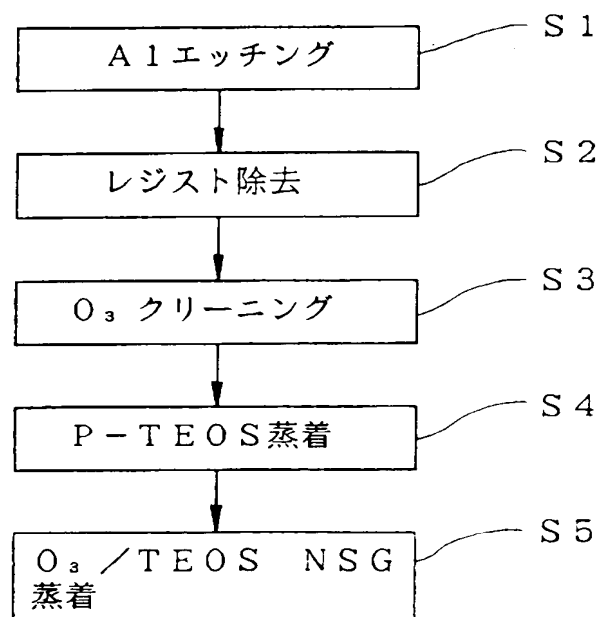 Ａｌエッチング
Ｓ１
レジスト除去
Ｓ２
Ｏ₃ クリーニング
Ｓ３
Ｐ－ＴＥＯＳ蒸着
Ｓ４
Ｏ₃／ＴＥＯＳ　ＮＳＧ
蒸着
Ｓ５